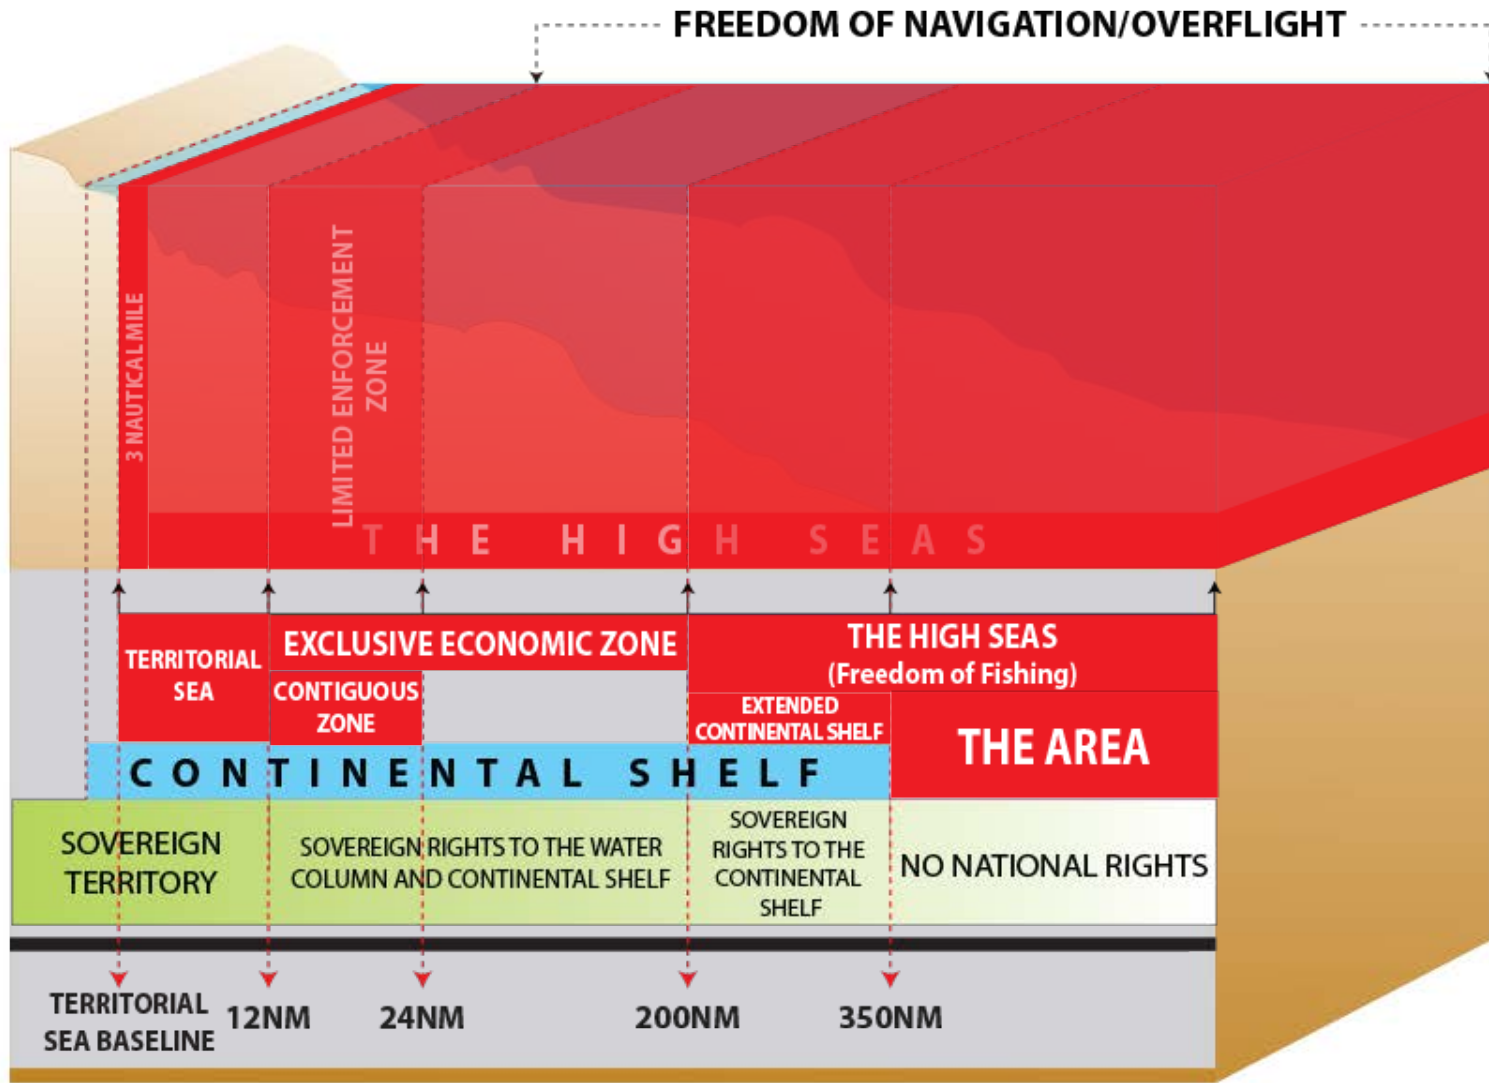 FREEDOM OF NAVIGATION/OVERFLIGHT
3 NAUTICAL MILE
LIMITED ENFORCEMENT
ZONE
THE HIGH SEAS
TERRITORIAL
SEA
EXCLUSIVE ECONOMIC ZONE
CONTIGUOUS
ZONE
THE HIGH SEAS
(Freedom of Fishing)
EXTENDED
CONTINENTAL SHELF
THE AREA
CONTINENTAL SHELF
SOVEREIGN
TERRITORY
SOVEREIGN RIGHTS TO THE WATER
COLUMN AND CONTINENTAL SHELF
SOVEREIGN
RIGHTS TO THE
CONTINENTAL
SHELF
NO NATIONAL RIGHTS
TERRITORIAL
SEA BASELINE
12NM
24NM
200NM
350NM